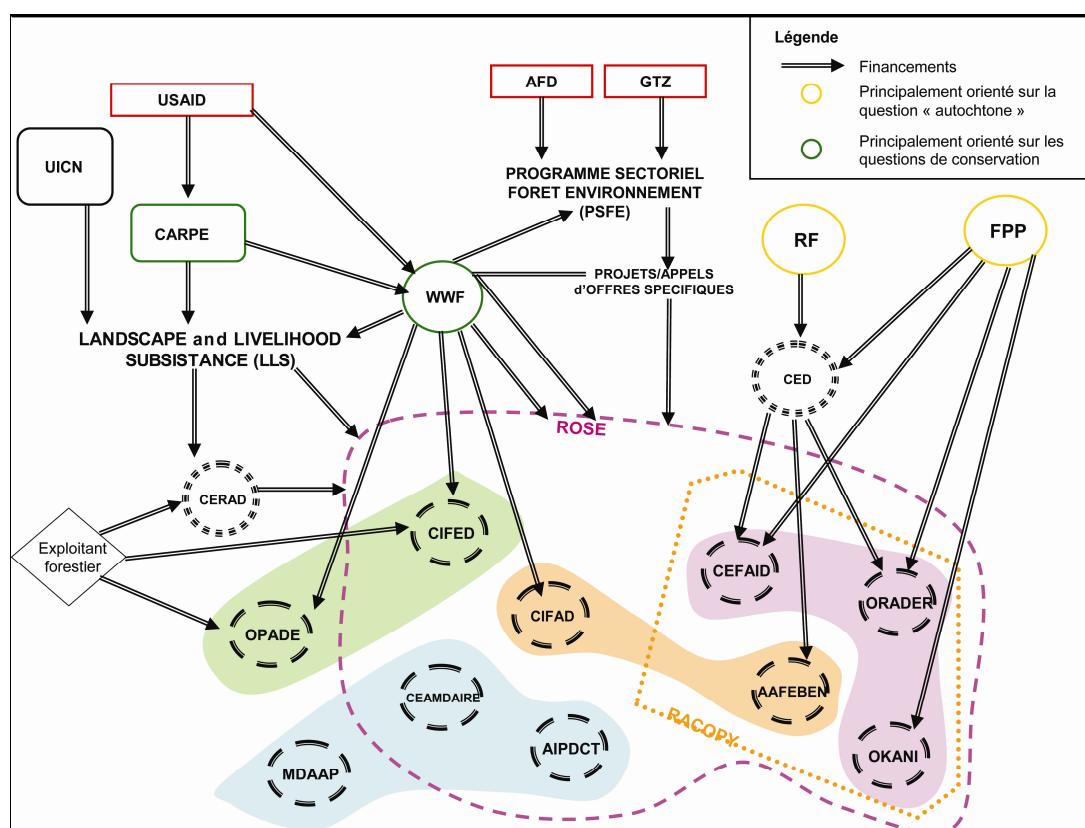 Légende
Financements
Principalement orienté sur la
question « autochtone »
Principalement orienté sur les
questions de conservation
AFD
GTZ
USAID
UICN
PROGRAMME SECTORIEL
FORET ENVIRONNEMENT
(PSFE)
CARPE
RF
FPP
WWF
PROJETS/APPELS
d'OFFRES SPECIFIQUES
LANDSCAPE and LIVELIHOOD
SUBSISTANCE (LLS)
CED
ROSE
CERAD
CIFED
Exploitant
forestier
CEFAID
ORADER
CIFAD
OPADE
AAFEBEN
CEAMDAIRE
RACOPY
AIPDCT
OKANI
MDAAP